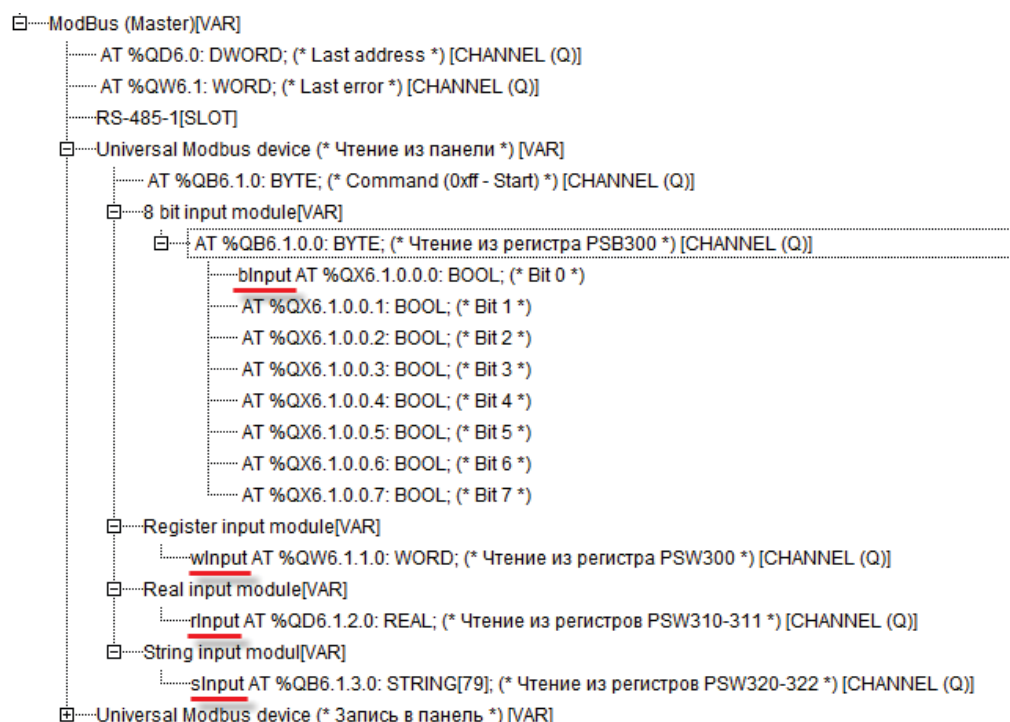 ModBus (Master)[VAR]
AT %QD6.0: DWORD; (* Last address *) [CHANNEL (Q)]
AT %QW6.1: WORD; (* Last error *) [CHANNEL (Q)]
RS-485-1[SLOT]
Universal Modbus device (* Чтение из панели *) [VAR]
AT %QB6.1.0: BYTE; (* Command (0xff - Start) *) [CHANNEL (Q)]
8 bit input module[VAR]
AT %QB6.1.0.0: BYTE; (* Чтение из регистра PSB300 *) [CHANNEL (Q)]
bInput AT %QX6.1.0.0.0: BOOL; (* Bit 0 *)
AT %QX6.1.0.0.1: BOOL; (* Bit 1 *)
AT %QX6.1.0.0.2: BOOL; (* Bit 2 *)
AT %QX6.1.0.0.3: BOOL; (* Bit 3 *)
AT %QX6.1.0.0.4: BOOL; (* Bit 4 *)
AT %QX6.1.0.0.5: BOOL; (* Bit 5 *)
AT %QX6.1.0.0.6: BOOL; (* Bit 6 *)
AT %QX6.1.0.0.7: BOOL; (* Bit 7 *)
Register input module[VAR]
wInput AT %QW6.1.1.0: WORD; (* Чтение из регистра PSW300 *) [CHANNEL (Q)]
Real input module[VAR]
rInput AT %QD6.1.2.0: REAL; (* Чтение из регистров PSW310-311 *) [CHANNEL (Q)]
String input modul[VAR]
sInput AT %QB6.1.3.0: STRING[79]; (* Чтение из регистров PSW320-322 *) [CHANNEL (Q)]
Universal Modbus device (* Запись в панель *) [VAR]